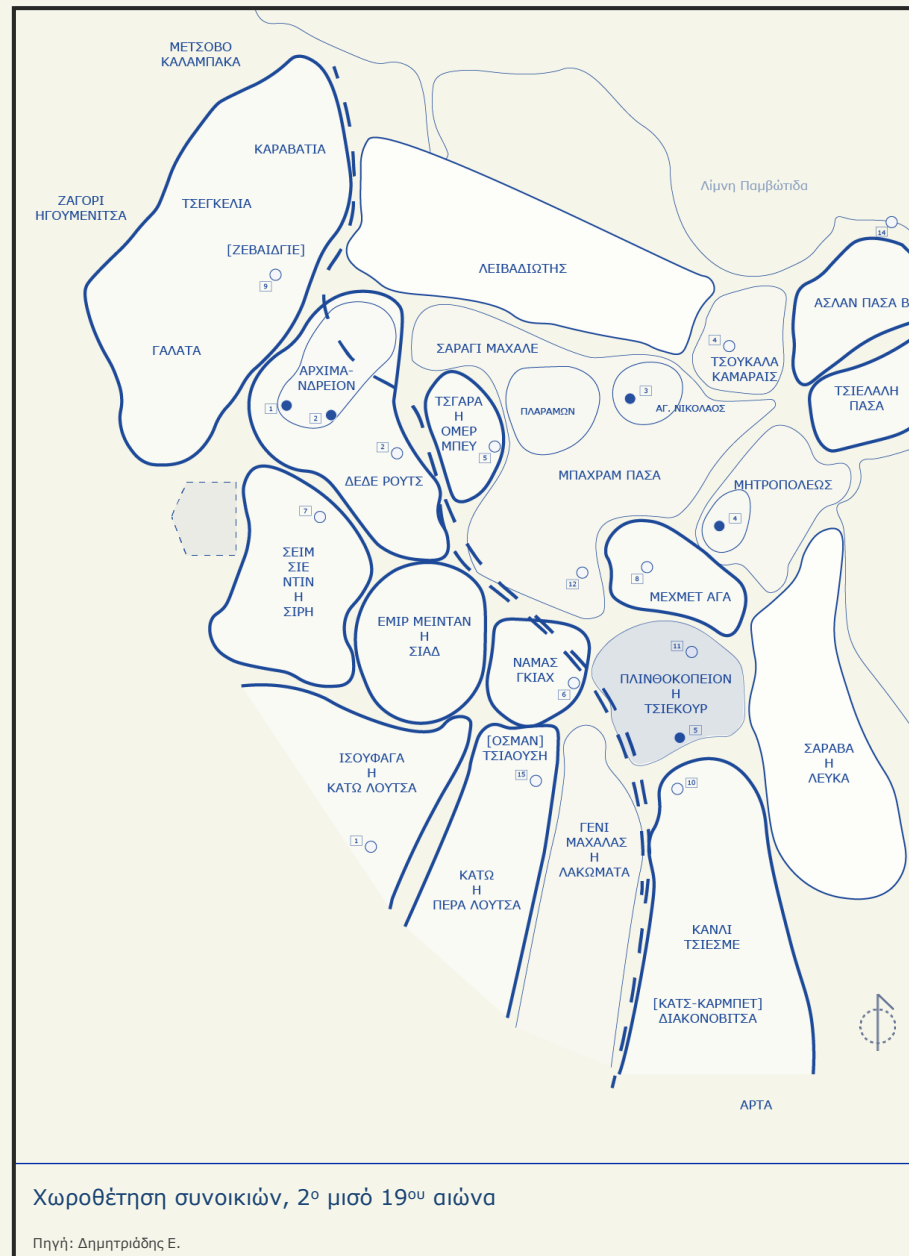 ΜΕΤΣΟΒΟ
ΚΑΛΑΜΠΑΚΑ
ΚΑΡΑΒΑΤΙΑ
Λίμνη Παμβώτιδα
ΖΑΓΟΡΙ
ΗΓΟΥΜΕΝΙΤΣΑ
ΤΣΕΓΚΕΛΙΑ
14
[ΖΕΒΑΙΔΓΙΕ]
9
ΛΕΙΒΑΔΙΩΤΗΣ
ΑΣΛΑΝ ΠΑΣΑ Β
ΓΑΛΑΤΑ
ΣΑΡΑΓΙ ΜΑΧΑΛΕ
4
ΤΣΟΥΚΑΛΑ
ΚΑΜΑΡΑΙΣ
ΑΡΧΙΜΑ-
ΝΔΡΕΙΟΝ
1
2
ΤΣΓΑΡΑ
Η
ΟΜΕΡ
ΜΠΕΥ
5
ΠΛΑΡΑΜΩΝ
3
ΑΓ. ΝΙΚΟΛΑΟΣ
ΤΣΙΕΛΑΛΗ
ΠΑΣΑ
2
ΔΕΔΕ ΡΟΥΤΣ
ΜΠΑΧΡΑΜ ΠΑΣΑ
ΜΗΤΡΟΠΟΛΕΩΣ
4
7
ΣΕΙΜ
ΣΙΕ
ΝΤΙΝ
Η
ΣΙΡΗ
12
8
ΜΕΧΜΕΤ ΑΓΑ
ΕΜΙΡ ΜΕΙΝΤΑΝ
Η
ΣΙΑΔ
ΝΑΜΑΣ
ΓΚΙΑΧ
6
11
ΠΛΙΝΘΟΚΟΠΕΙΟΝ
Η
ΤΣΙΕΚΟΥΡ
5
ΙΣΟΥΦΑΓΑ
Η
ΚΑΤΩ ΛΟΥΤΣΑ
1
[ΟΣΜΑΝ]
ΤΣΙΑΟΥΣΗ
15
10
ΣΑΡΑΒΑ
Η
ΛΕΥΚΑ
ΓΕΝΙ
ΜΑΧΑΛΑΣ
Η
ΛΑΚΩΜΑΤΑ
ΚΑΤΩ
Η
ΠΕΡΑ ΛΟΥΤΣΑ
ΚΑΝΛΙ
ΤΣΙΕΣΜΕ
[ΚΑΤΣ-ΚΑΡΜΠΕΤ]
ΔΙΑΚΟΝΟΒΙΤΣΑ
ΑΡΤΑ
Χωροθέτηση συνοικιών, 2ο μισό 19ου αιώνα
Πηγή: Δημητριάδης Ε.